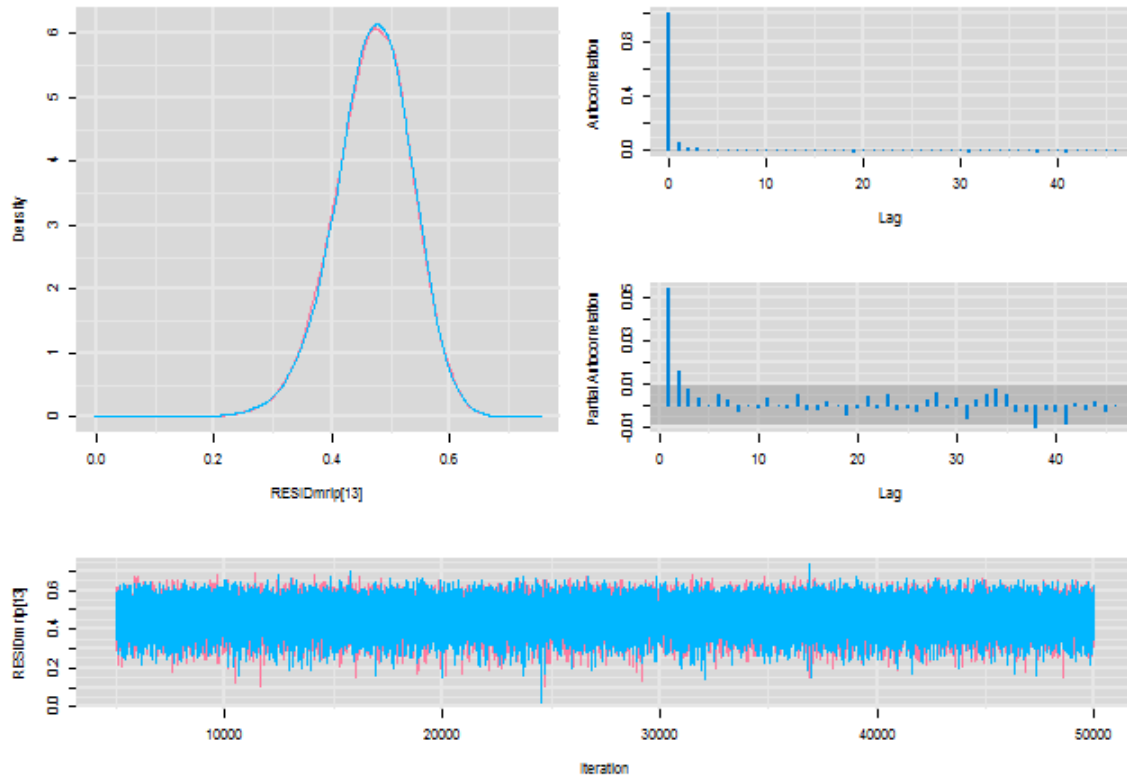 Density
0 1 2 3 4 5 6
0.0 0.2 0.4 0.6
RESIDmrip[13]
Autocorrelation
0.0 0.4 0.8
0 10 20 30 40
Lag
Partial Autocorrelation
-0.01 0.01 0.03 0.05
0 10 20 30 40
Lag
RESIDmrip[13]
0.0 0.2 0.4 0.6
10000 20000 30000 40000 50000
Iteration